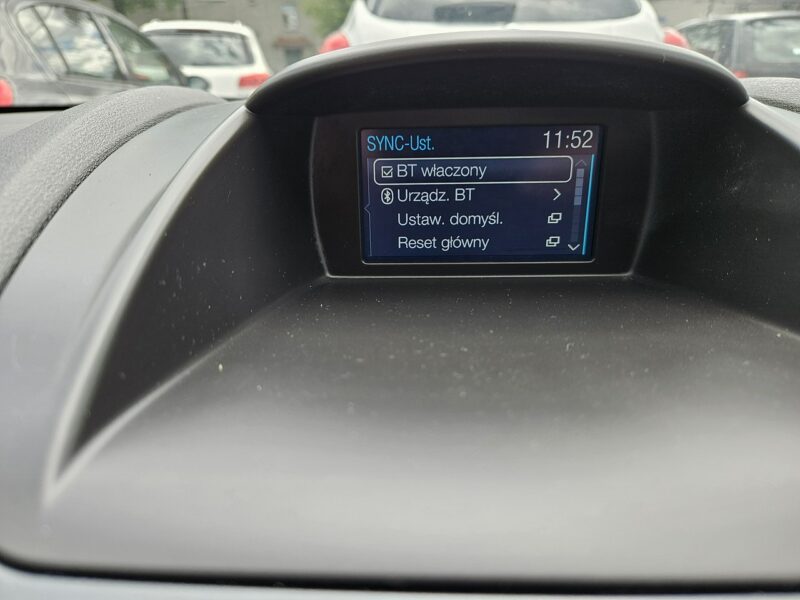 SYNC-Ust. 11:52
BT włączony
Urządz. BT
Ustaw. domyśl.
Reset główny